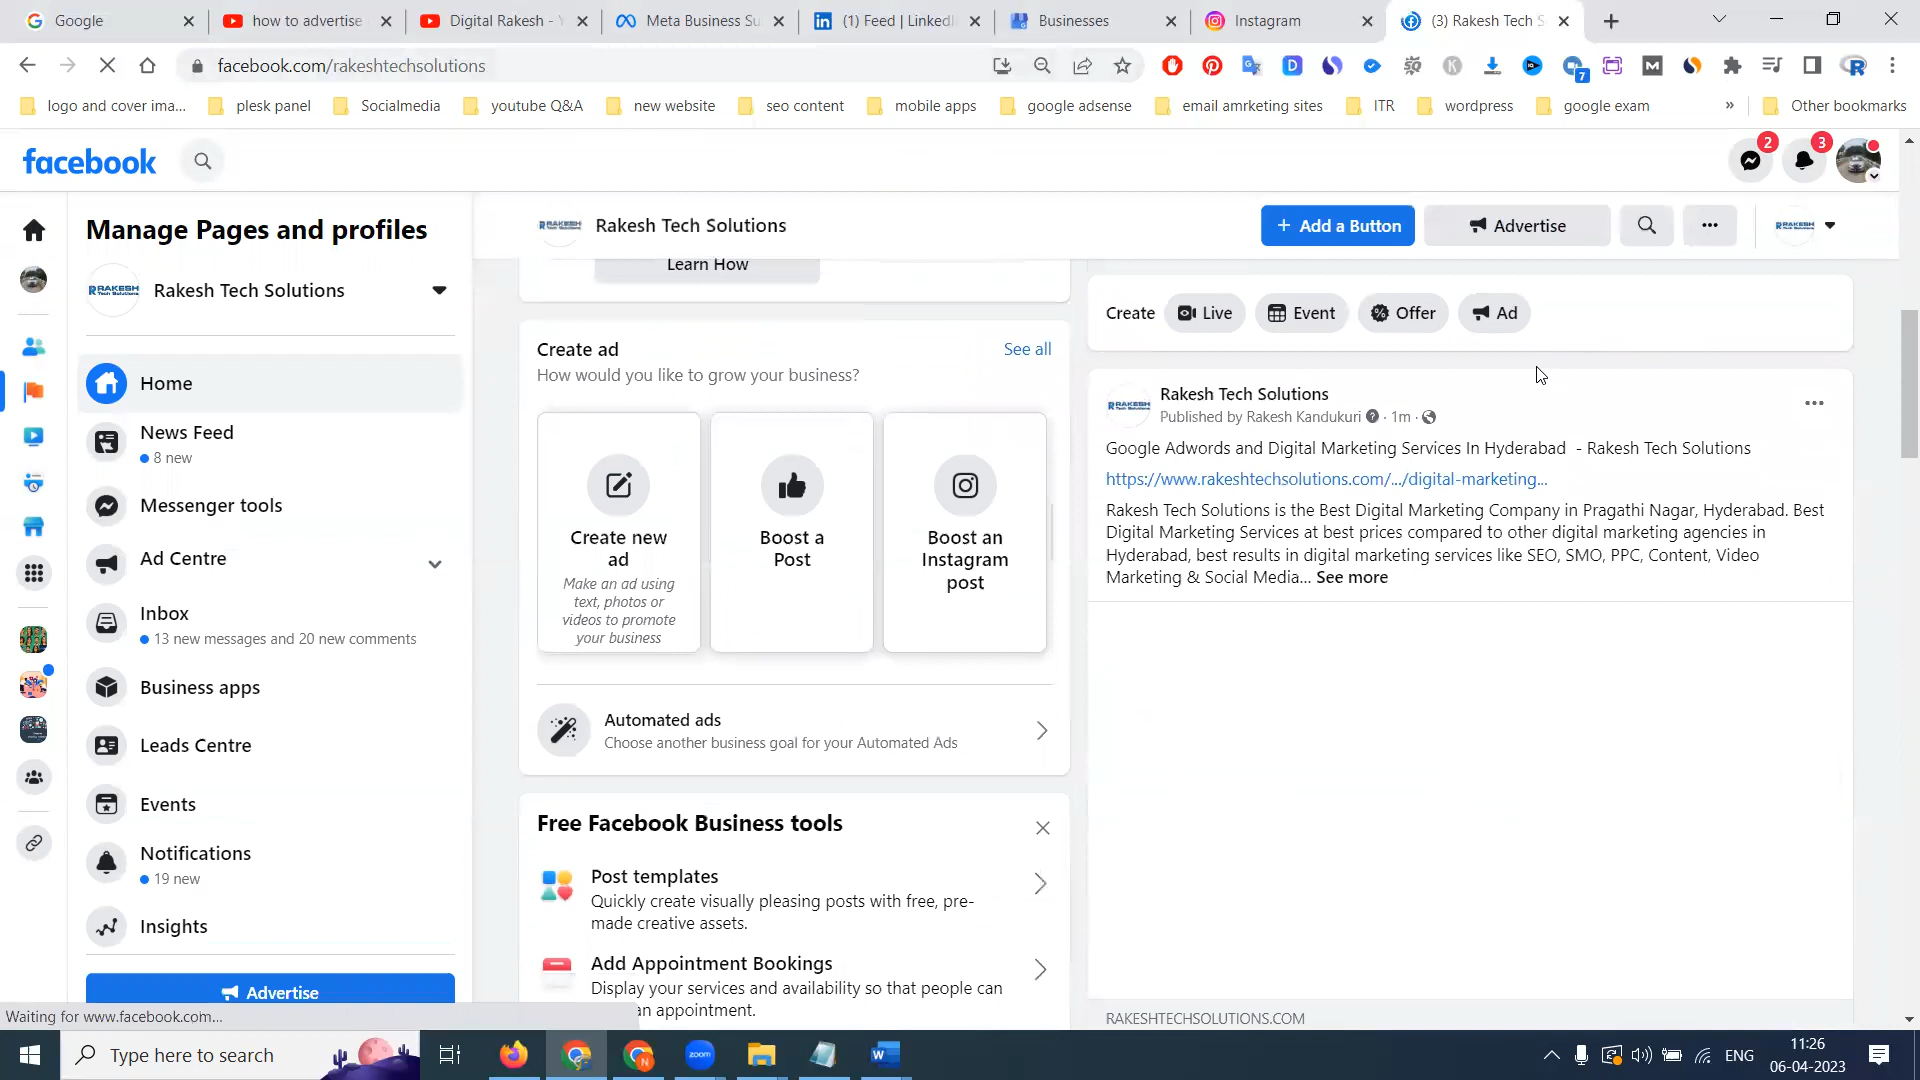 Google
how to advertise
Digital Rakesh - Y
Meta Business Su
(1) Feed | LinkedI
Businesses
Instagram
(3) Rakesh Tech S
facebook.com/rakeshtechsolutions
7
logo and cover ima...
plesk panel
Socialmedia
youtube Q&A
new website
seo content
mobile apps
google adsense
email amrketing sites
ITR
wordpress
google exam
»
Other bookmarks
facebook
2
3
Manage Pages and profiles
Rakesh Tech Solutions
Home
News Feed
8 new
Messenger tools
Ad Centre
Inbox
13 new messages and 20 new comments
Business apps
Leads Centre
Events
Notifications
19 new
Insights
Advertise
Waiting for www.facebook.com...
Rakesh Tech Solutions
+ Add a Button
Advertise
Learn How
Create ad
See all
How would you like to grow your business?
Create new
ad
Make an ad using
text, photos or
videos to promote
your business
Boost a
Post
Boost an
Instagram
post
Automated ads
Choose another business goal for your Automated Ads
Free Facebook Business tools
Post templates
Quickly create visually pleasing posts with free, pre-
made creative assets.
Add Appointment Bookings
Display your services and availability so that people can
an appointment.
Create
Live
Event
Offer
Ad
Rakesh Tech Solutions
Published by Rakesh Kandukuri · 1m ·
Google Adwords and Digital Marketing Services In Hyderabad - Rakesh Tech Solutions
https://www.rakeshtechsolutions.com/.../digital-marketing...
Rakesh Tech Solutions is the Best Digital Marketing Company in Pragathi Nagar, Hyderabad. Best
Digital Marketing Services at best prices compared to other digital marketing agencies in
Hyderabad, best results in digital marketing services like SEO, SMO, PPC, Content, Video
Marketing & Social Media... See more
RAKESHTECHSOLUTIONS.COM
Type here to search
zoom
ENG
11:26
06-04-2023